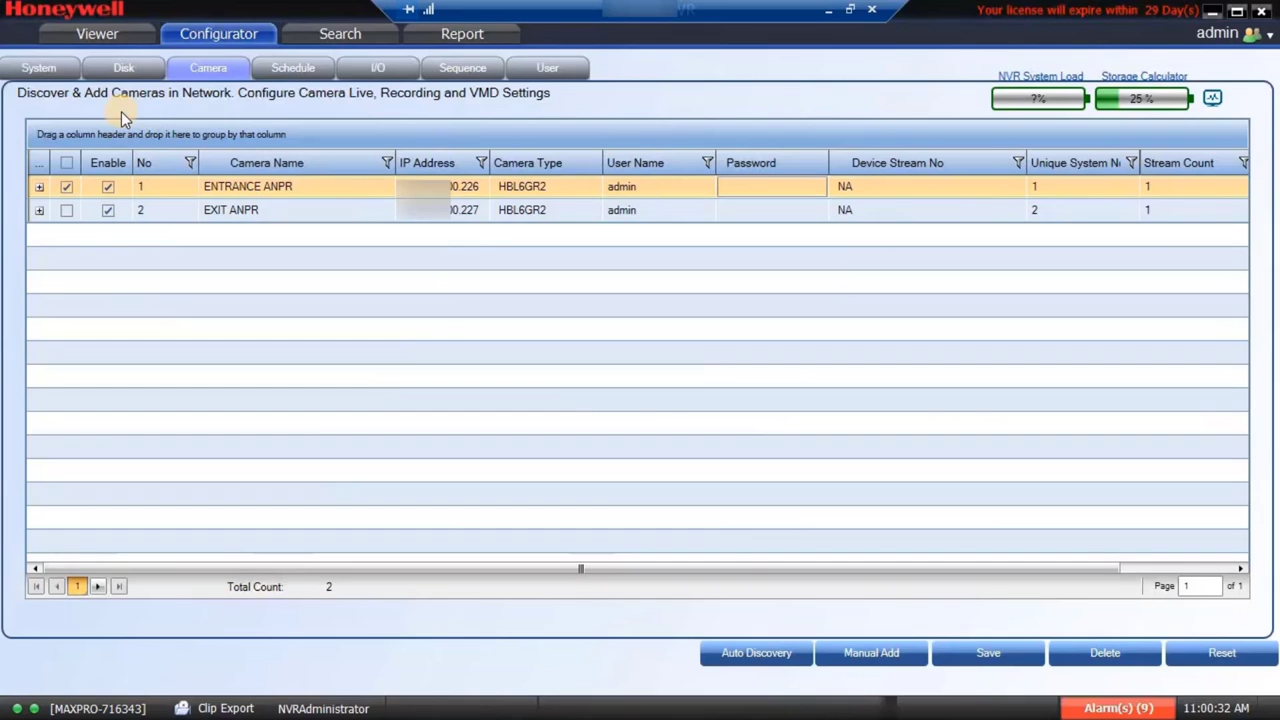 Honeywell
VR
Your license will expire within 29 Day(s)
Viewer Configurator Search Report
admin
System Disk Camera Schedule I/O Sequence User
NVR System Load Storage Calculator
Discover & Add Cameras in Network. Configure Camera Live, Recording and VMD Settings
?% 25 %
Drag a column header and drop it here to group by that column
... Enable No Camera Name IP Address Camera Type User Name Password Device Stream No Unique System N Stream Count
1 ENTRANCE ANPR 0.226 HBL6GR2 admin NA 1 1
2 EXIT ANPR 0.227 HBL6GR2 admin NA 2 1
1 Total Count: 2 Page 1 of 1
Auto Discovery Manual Add Save Delete Reset
[MAXPRO-716343] Clip Export NVRAdministrator Alarm(s) (9) 11:00:32 AM